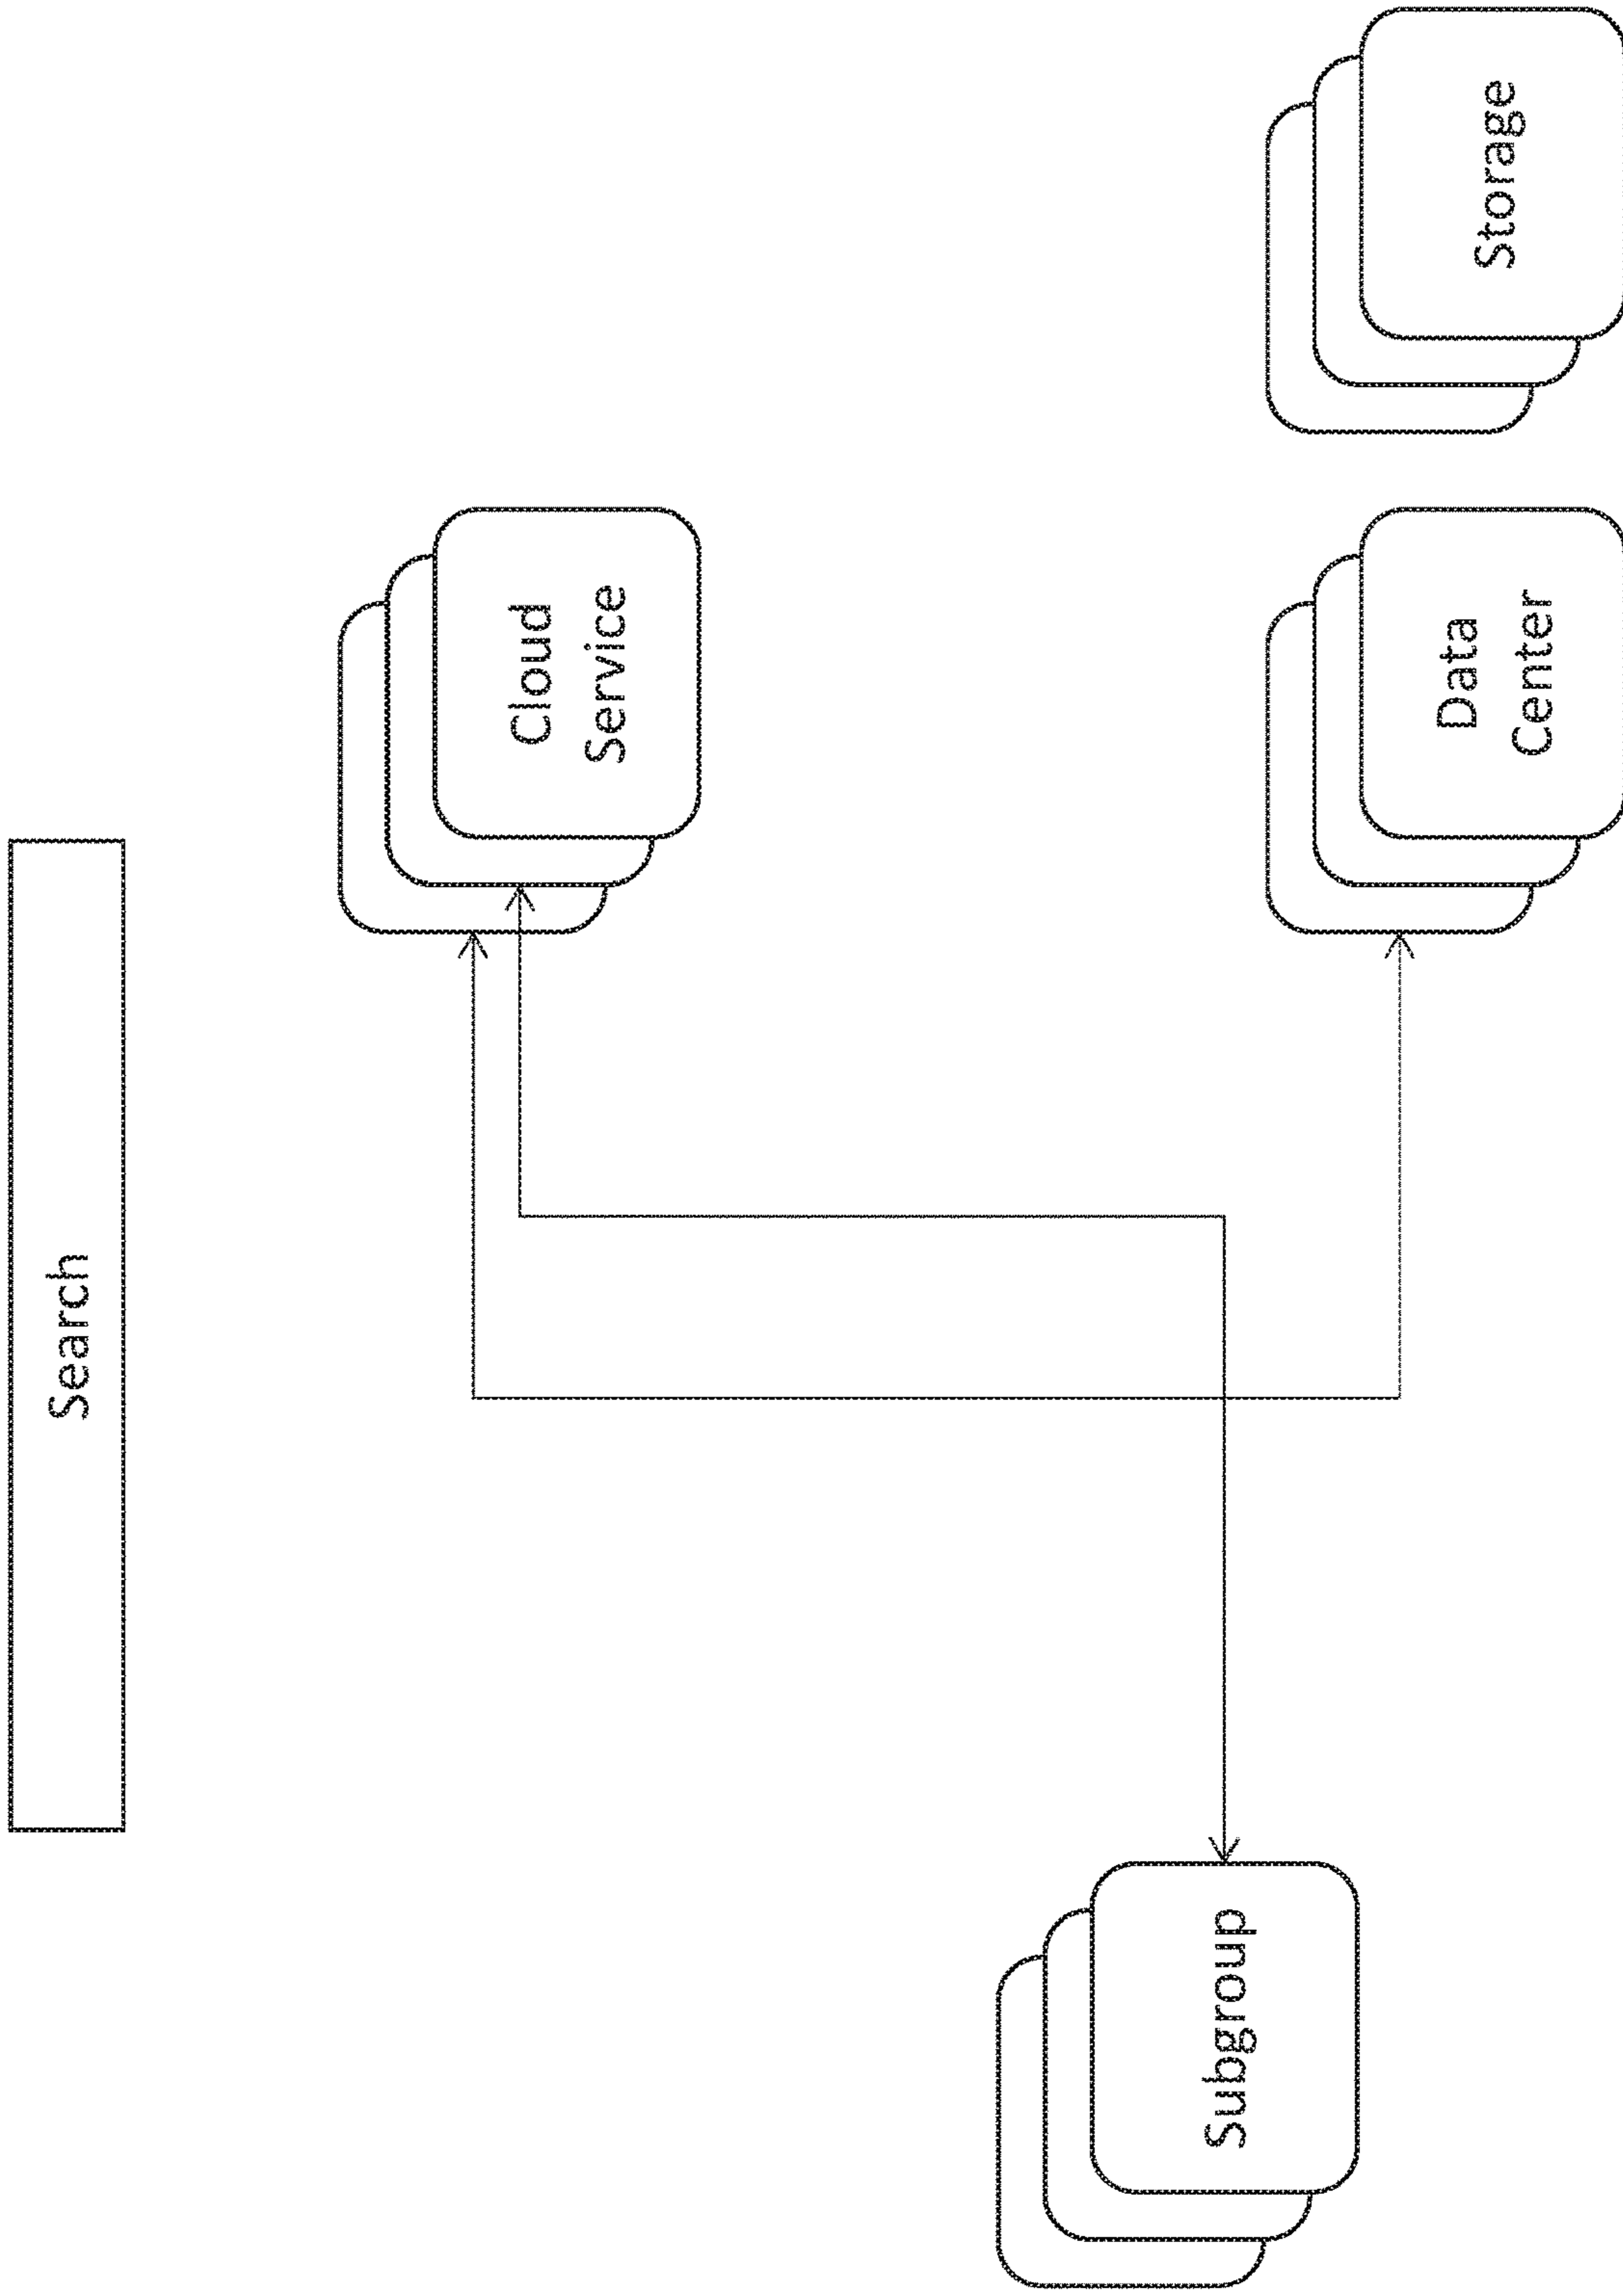 Search
Cloud
Service
Subgroup
Data
Center
Storage